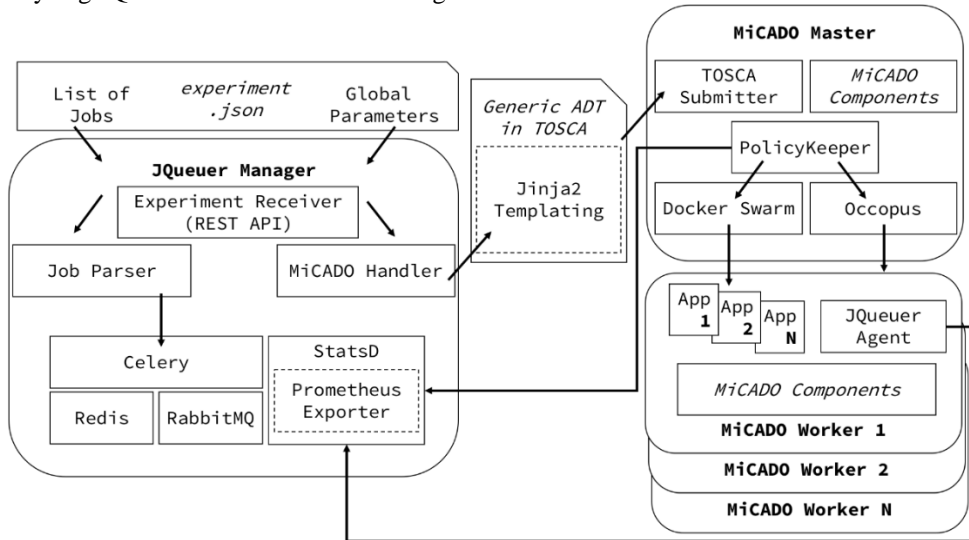 MiCADO Master
List of
Jobs
experiment
.json
Global
Parameters
Generic ADT
in TOSCA
TOSCA
Submitter
MiCADO
Components
JQueuer Manager
PolicyKeeper
Experiment Receiver
(REST API)
Jinja2
Templating
Docker Swarm
Occopus
Job Parser
MiCADO Handler
App
1
App
2
App
N
JQueuer
Agent
Celery
StatsD
Prometheus
Exporter
Redis
RabbitMQ
MiCADO Components
MiCADO Worker 1
MiCADO Worker 2
MiCADO Worker N